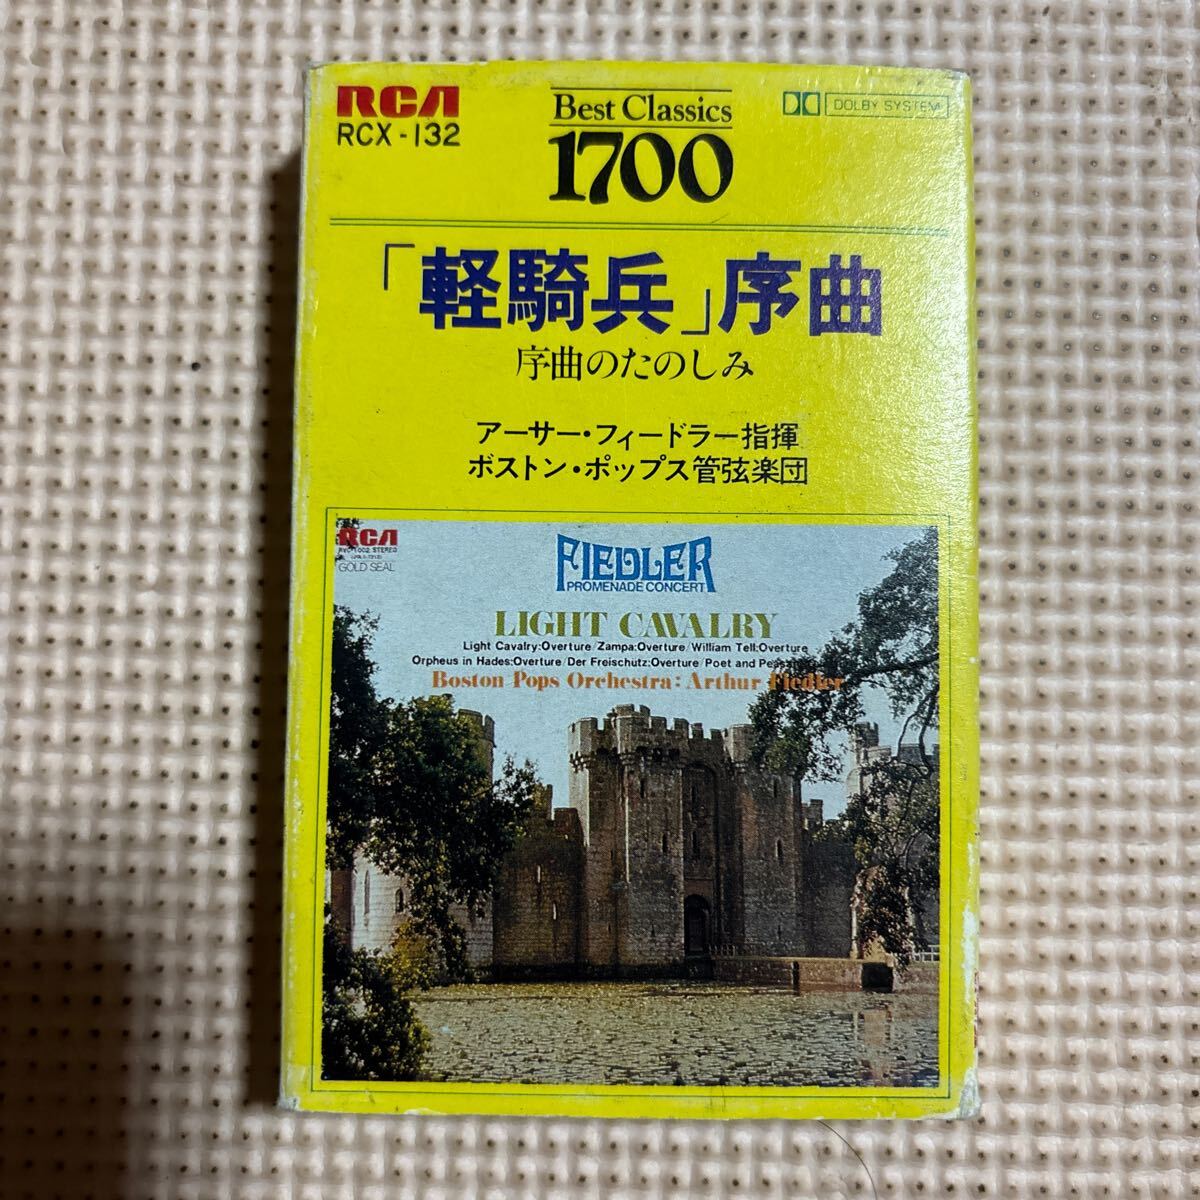 RCA
RCX-132
Best Classics
1700
DOLBY SYSTEM
「軽騎兵」序曲
序曲のたのしみ
アーサー・フィードラー指揮
ボストン・ポップス管弦楽団
RCA
STEREO
GOLD SEAL
FIEDLER
PROMENADE CONCERT
LIGHT CAVALRY
Light Cavalry:Overture/Zampa:Overture/William Tell:Overture
Orpheus in Hades:Overture/Der Freischütz:Overture/Poet and
Boston Pops Orchestra: Arthur Fiedler